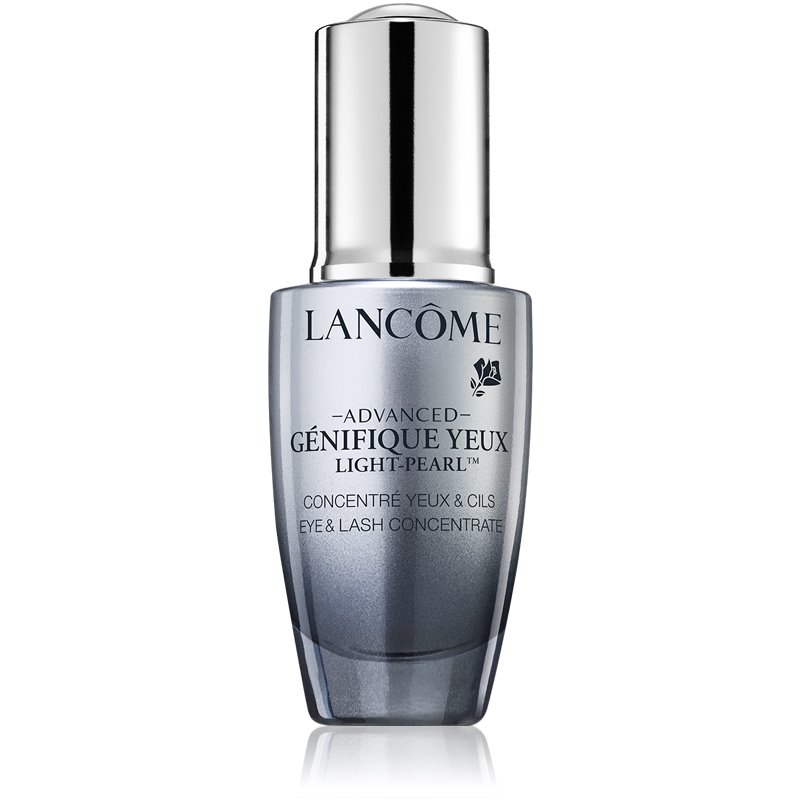 LANCÔME
–ADVANCED–
GÉNIFIQUE YEUX
LIGHT-PEARL™
CONCENTRÉ YEUX & CILS
EYE & LASH CONCENTRATE